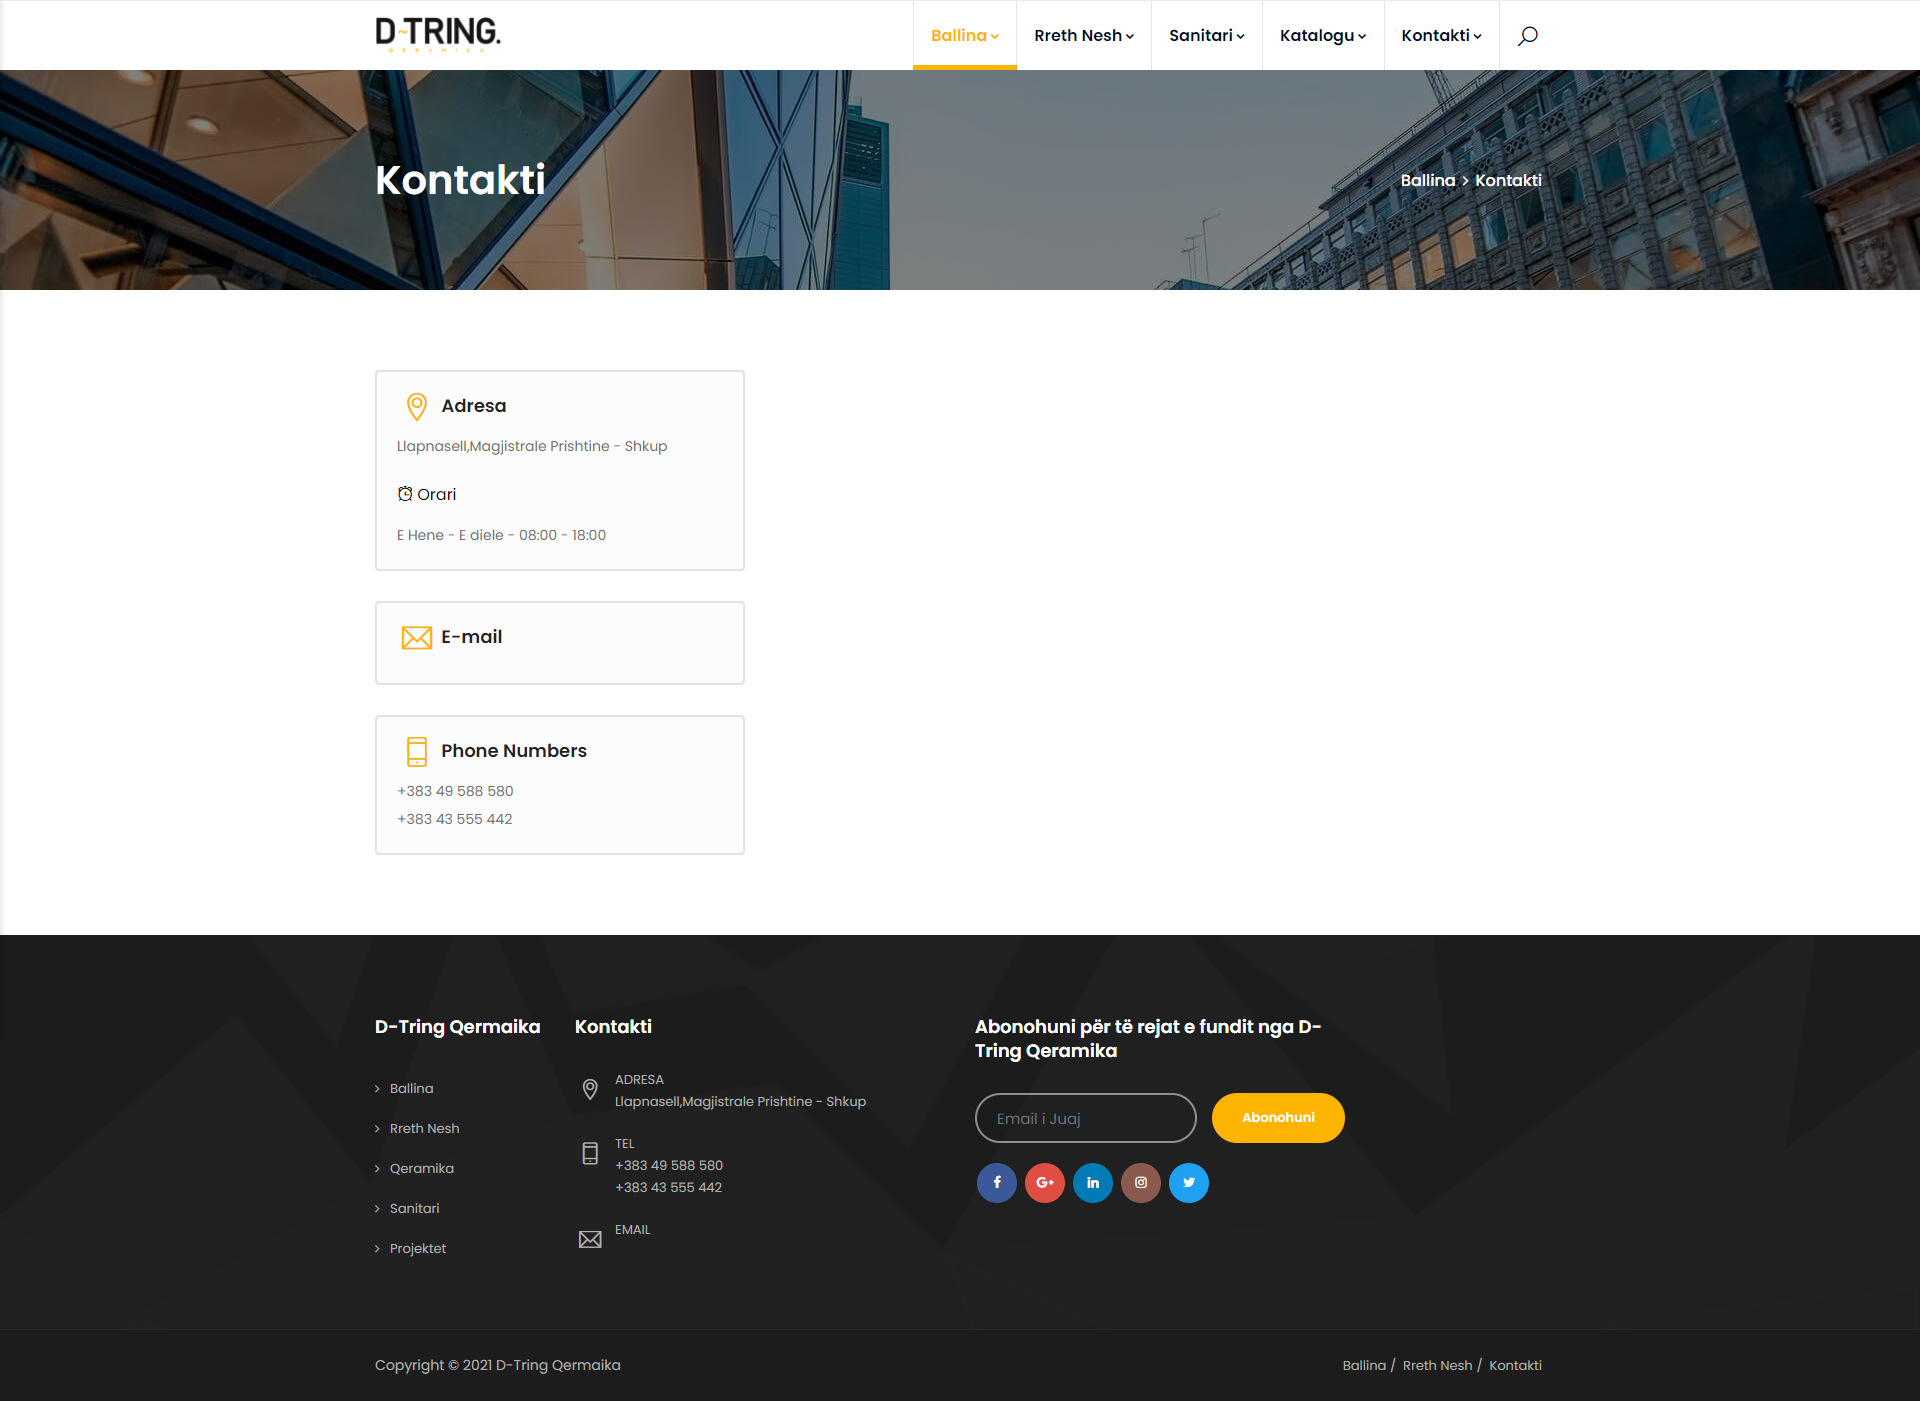 D-TRING.
QERAMIKA
Ballina
Rreth Nesh
Sanitari
Katalogu
Kontakti
Kontakti
Ballina > Kontakti
Adresa
Llapnasell,Magjistrale Prishtine - Shkup
Orari
E Hene - E diele - 08:00 - 18:00
E-mail
Phone Numbers
+383 49 588 580
+383 43 555 442
D-Tring Qermaika
Ballina
Rreth Nesh
Qeramika
Sanitari
Projektet
Kontakti
ADRESA
Llapnasell,Magjistrale Prishtine - Shkup
TEL
+383 49 588 580
+383 43 555 442
EMAIL
Abonohuni për të rejat e fundit nga D-
Tring Qeramika
Email i Juaj
Abonohuni
Copyright © 2021 D-Tring Qermaika
Ballina / Rreth Nesh / Kontakti